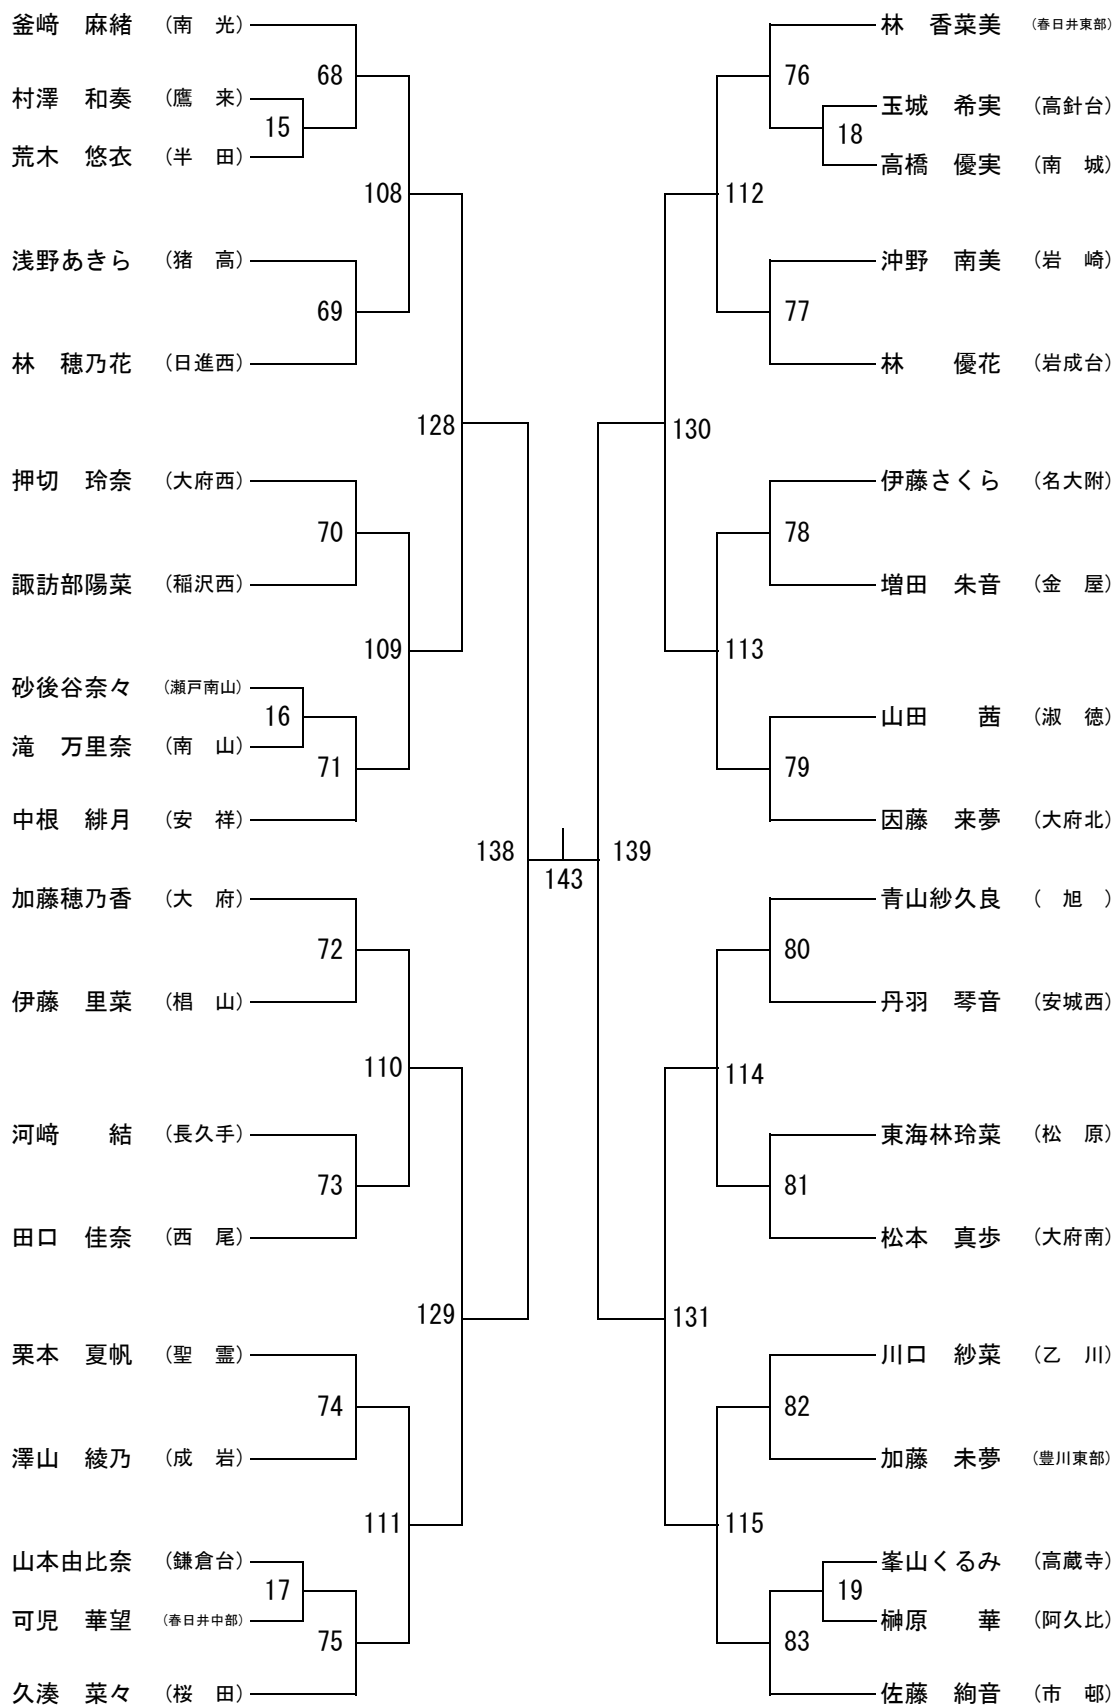 釜﨑　麻緒　（南　光）
68
村澤　和奏　（鷹　来）
15
荒木　悠衣　（半　田）
108
浅野あきら　（猪　高）
69
林　穂乃花　（日進西）
128
押切　玲奈　（大府西）
70
諏訪部陽菜　（稲沢西）
109
砂後谷奈々　（瀬戸南山）
16
滝　万里奈　（南　山）
71
中根　緋月　（安　祥）
138
加藤穂乃香　（大　府）
72
伊藤　里菜　（椙　山）
110
河﨑　　結　（長久手）
73
田口　佳奈　（西　尾）
129
栗本　夏帆　（聖　霊）
74
澤山　綾乃　（成　岩）
111
山本由比奈　（鎌倉台）
17
可児　華望　（春日井中部）
75
久湊　菜々　（桜　田）
143
林　香菜美　（春日井東部）
76
玉城　希実　（高針台）
18
高橋　優実　（南　城）
112
沖野　南美　（岩　崎）
77
林　　優花　（岩成台）
130
伊藤さくら　（名大附）
78
増田　朱音　（金　屋）
113
山田　　茜　（淑　徳）
79
因藤　来夢　（大府北）
139
青山紗久良　（　旭　）
80
丹羽　琴音　（安城西）
114
東海林玲菜　（松　原）
81
松本　真歩　（大府南）
131
川口　紗菜　（乙　川）
82
加藤　未夢　（豊川東部）
115
峯山くるみ　（高蔵寺）
19
榊原　　華　（阿久比）
83
佐藤　絢音　（市　邨）